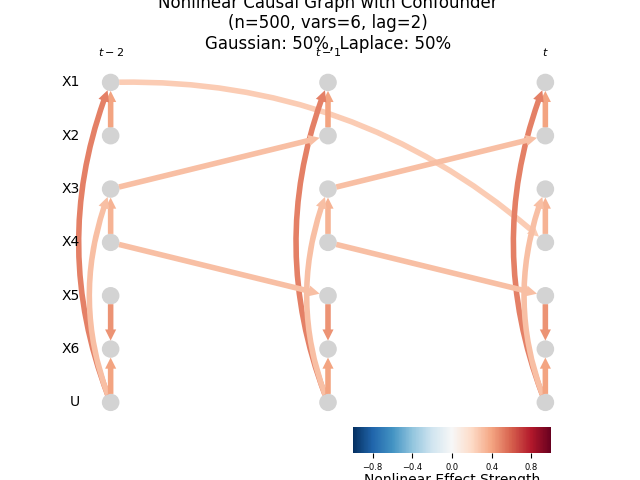 Nonlinear Causal Graph with Confounder
(n=500, vars=6, lag=2)
Gaussian: 50%, Laplace: 50%
t − 2
t − 1
t
X1
X2
X3
X4
X5
X6
U
−0.8 −0.4 0.0 0.4 0.8
Nonlinear Effect Strength